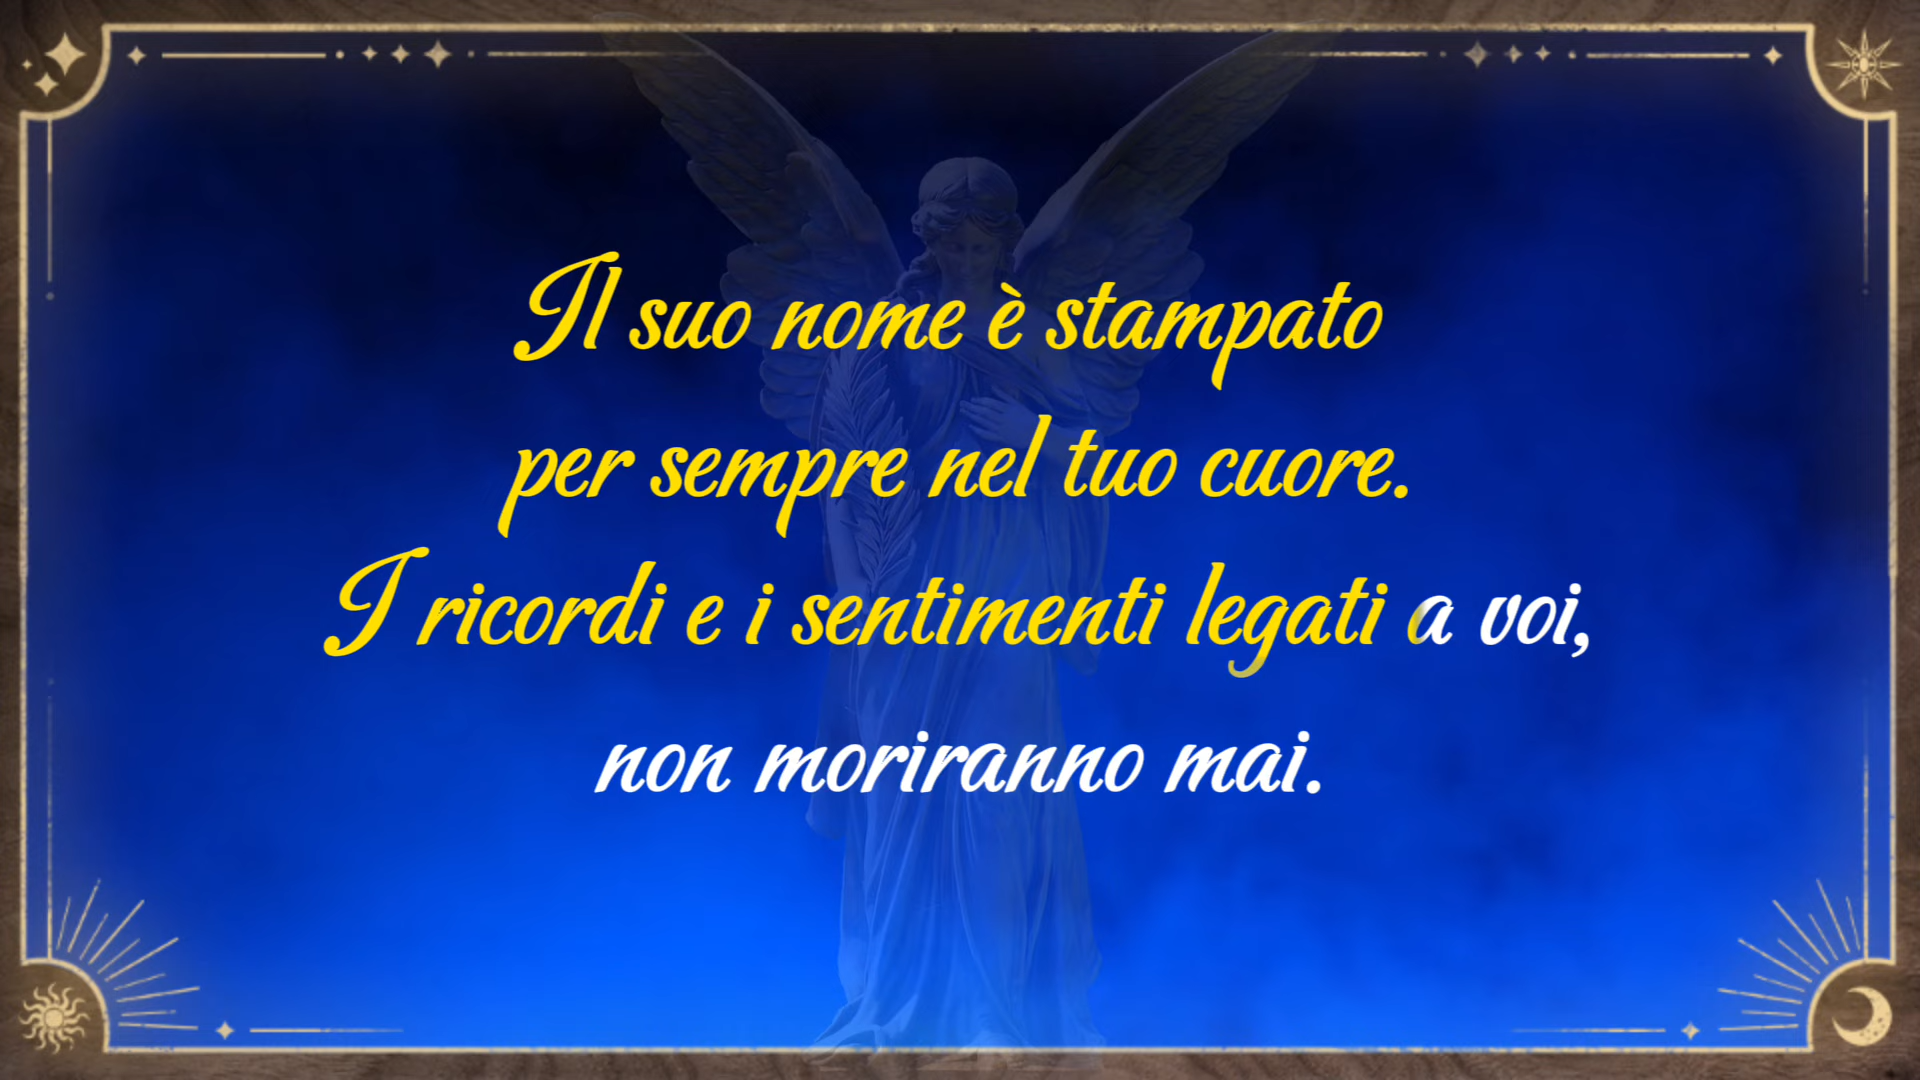 Il suo nome è stampato
per sempre nel tuo cuore.
I ricordi e i sentimenti legati a voi,
non moriranno mai.